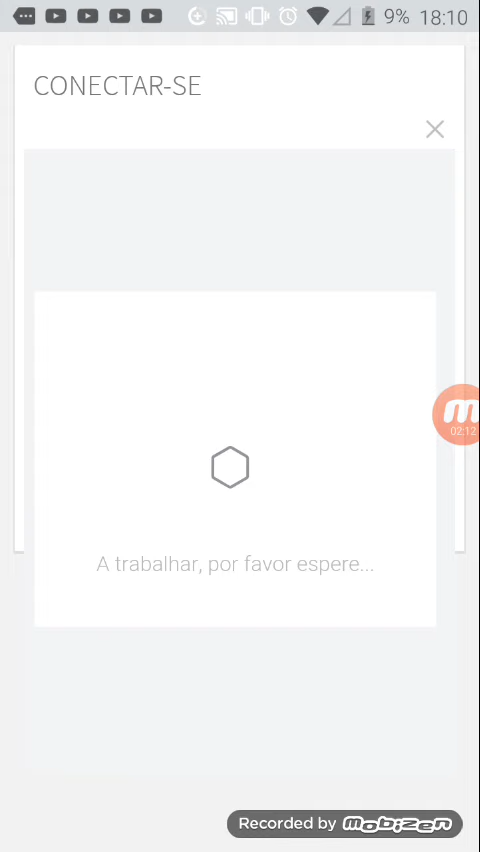 9% 18:10
CONECTAR-SE
02:12
A trabalhar, por favor espere...
Recorded by mobizen